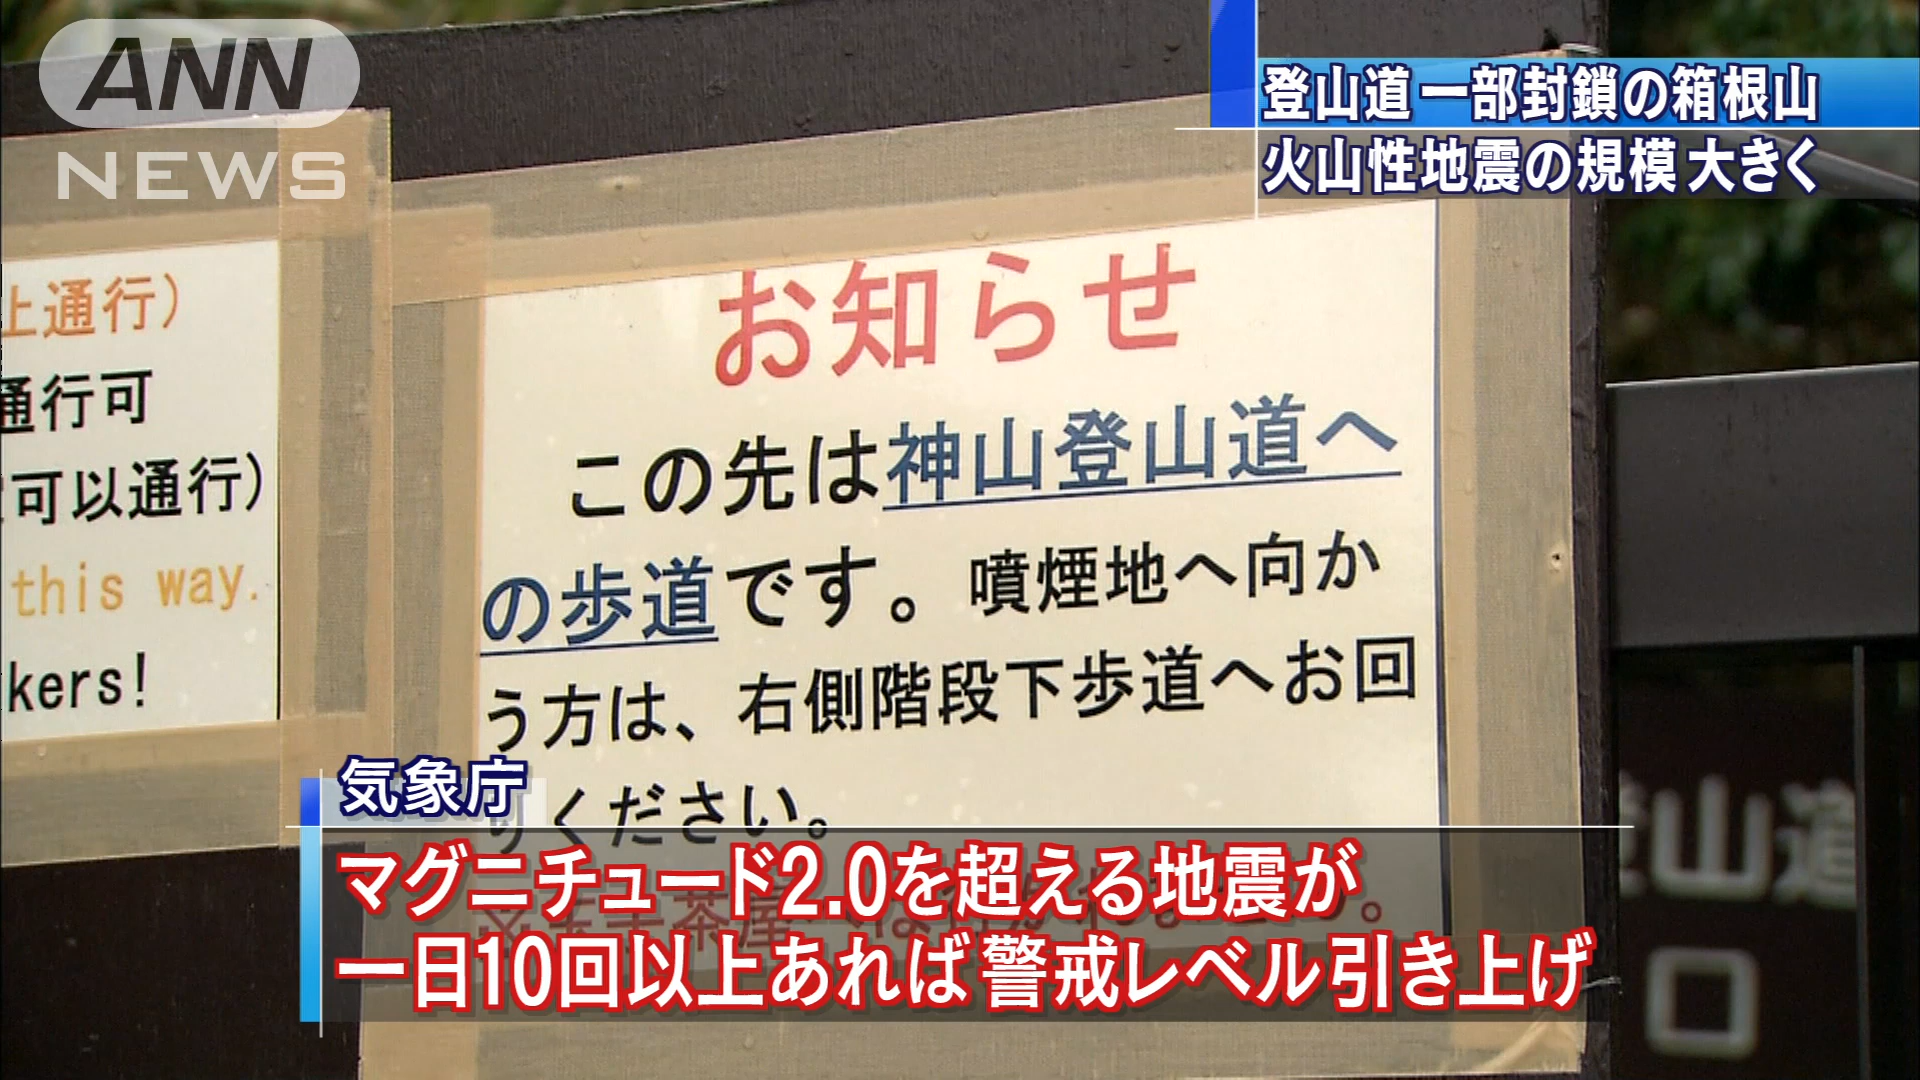 ANN
NEWS
登山道 一部封鎖の箱根山
火山性地震の規模 大きく
上通行)
通行可
可以通行)
this way.
kers!
お知らせ
この先は神山登山道へ
の歩道です。噴煙地へ向か
う方は、右側階段下歩道へお回
りください。
登山道
口
気象庁
マグニチュード2.0を超える地震が
一日10回以上あれば 警戒レベル 引き上げ